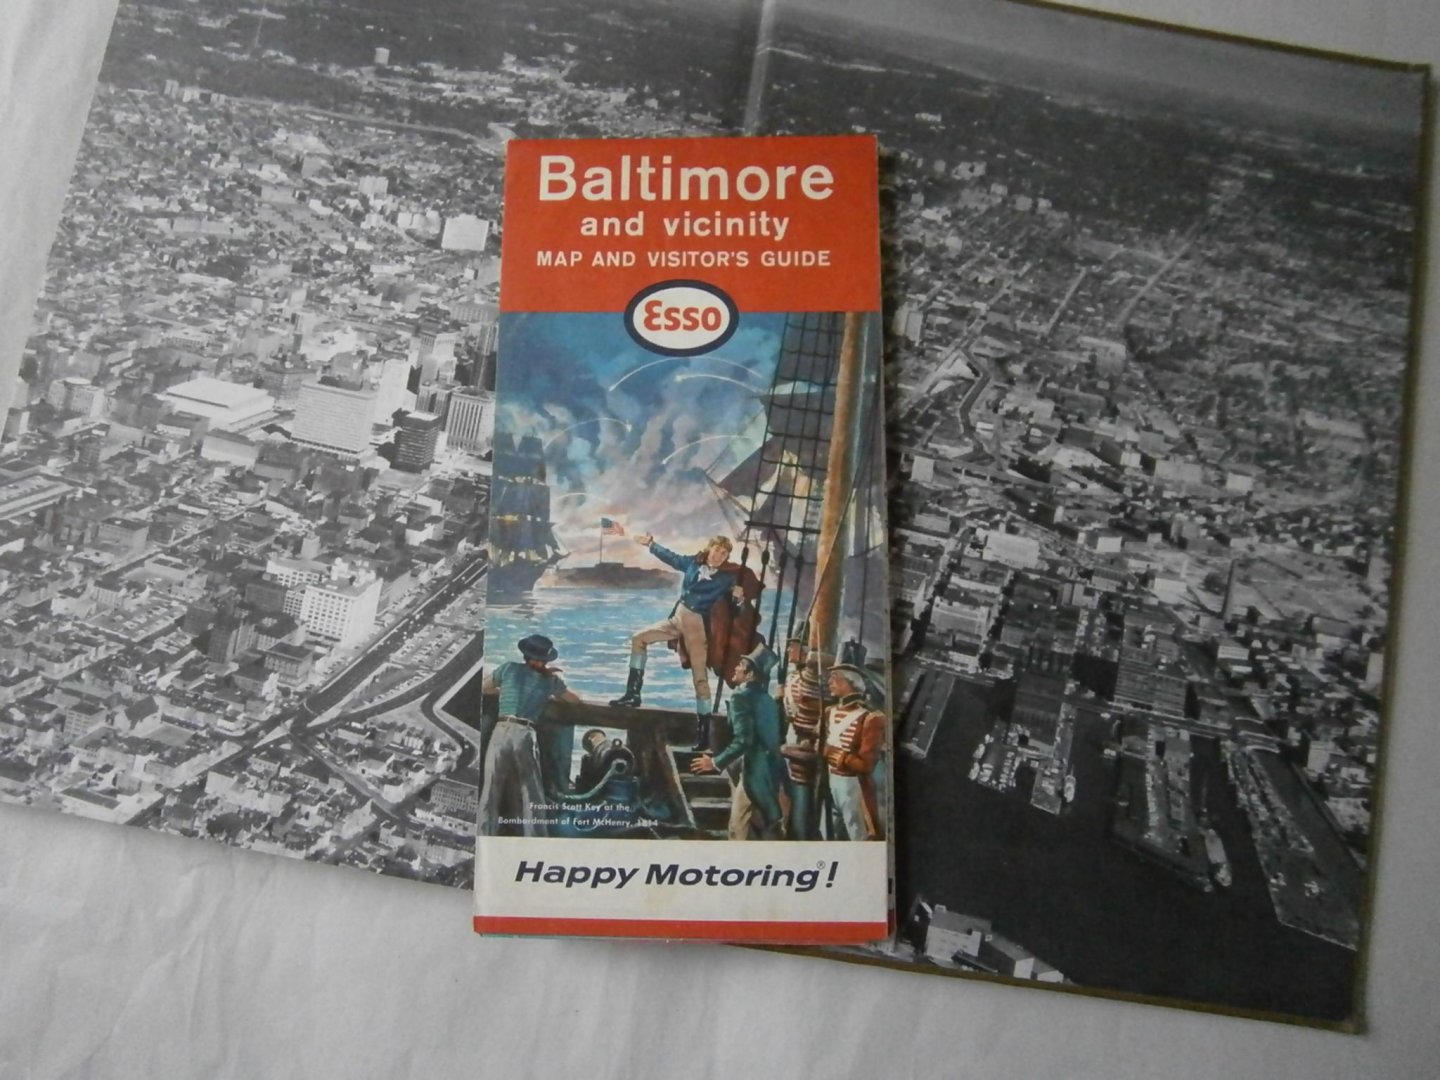 Baltimore
and vicinity
MAP AND VISITOR'S GUIDE
Esso
Francis Scott Key at the
Bombardment of Fort McHenry, 1814
Happy Motoring®!